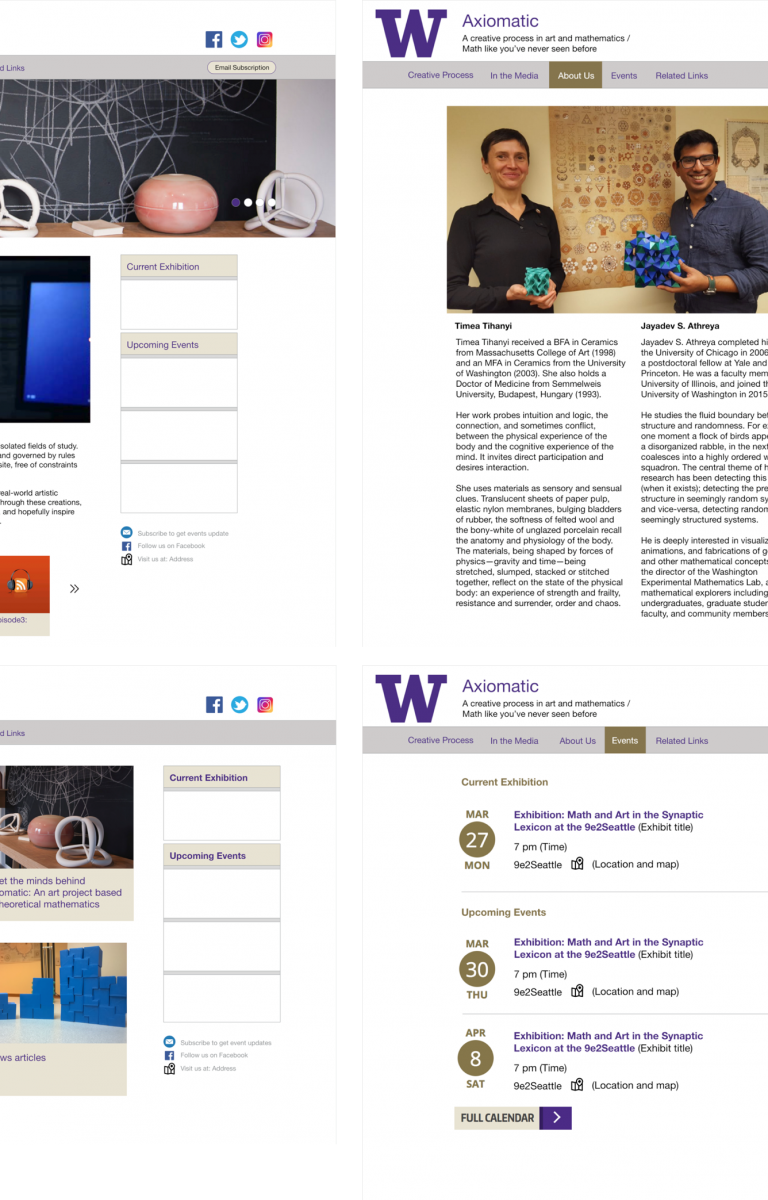 d Links
Email Subscription
Current Exhibition
Upcoming Events
solated fields of study.
and governed by rules
site, free of constraints
real-world artistic
hrough these creations,
and hopefully inspire
pisode3:
Subscribe to get events update
Follow us on Facebook
Visit us at: Address
W
Axiomatic
A creative process in art and mathematics /
Math like you've never seen before
Creative Process
In the Media
About Us
Events
Related Links
Timea Tihanyi
Timea Tihanyi received a BFA in Ceramics
from Massachusetts College of Art (1998)
and an MFA in Ceramics from the University
of Washington (2003). She also holds a
Doctor of Medicine from Semmelweis
University, Budapest, Hungary (1993).
Her work probes intuition and logic, the
connection, and sometimes conflict,
between the physical experience of the
body and the cognitive experience of the
mind. It invites direct participation and
desires interaction.
She uses materials as sensory and sensual
clues. Translucent sheets of paper pulp,
elastic nylon membranes, bulging bladders
of rubber, the softness of felted wool and
the bony-white of unglazed porcelain recall
the anatomy and physiology of the body.
The materials, being shaped by forces of
physics—gravity and time—being
stretched, slumped, stacked or stitched
together, reflect on the state of the physical
body: an experience of strength and frailty,
resistance and surrender, order and chaos.
Jayadev S. Athreya
Jayadev S. Athreya completed hi
the University of Chicago in 2006
a postdoctoral fellow at Yale and
Princeton. He was a faculty mem
University of Illinois, and joined th
University of Washington in 2015
He studies the fluid boundary bet
structure and randomness. For ex
one moment a flock of birds appe
a disorganized rabble, in the next
coalesces into a highly ordered w
squadron. The central theme of h
research has been detecting this
(when it exists); detecting the pre
structure in seemingly random sy
and vice-versa, detecting random
seemingly structured systems.
He is deeply interested in visualiz
animations, and fabrications of g
and other mathematical concepts
the director of the Washington
Experimental Mathematics Lab, a
mathematical explorers including
undergraduates, graduate studen
faculty, and community members
d Links
et the minds behind
omatic: An art project based
heoretical mathematics
ws articles
Current Exhibition
Upcoming Events
Subscribe to get event updates
Follow us on Facebook
Visit us at: Address
W
Axiomatic
A creative process in art and mathematics /
Math like you've never seen before
Creative Process
In the Media
About Us
Events
Related Links
Current Exhibition
MAR
27
MON
Exhibition: Math and Art in the Synaptic
Lexicon at the 9e2Seattle (Exhibit title)
7 pm (Time)
9e2Seattle (Location and map)
Upcoming Events
MAR
30
THU
Exhibition: Math and Art in the Synaptic
Lexicon at the 9e2Seattle (Exhibit title)
7 pm (Time)
9e2Seattle (Location and map)
APR
8
SAT
Exhibition: Math and Art in the Synaptic
Lexicon at the 9e2Seattle (Exhibit title)
7 pm (Time)
9e2Seattle (Location and map)
FULL CALENDAR